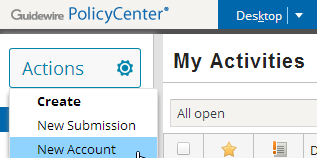 Guidewire PolicyCenter® Desktop
Actions
My Activities
Create
New Submission
New Account
All open